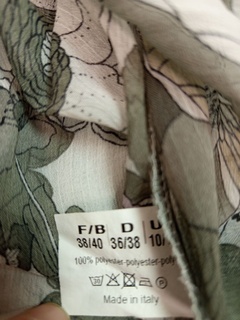 F/B D U
38/40 36/38 10/
100% polyester-polyester-poly
Made in italy